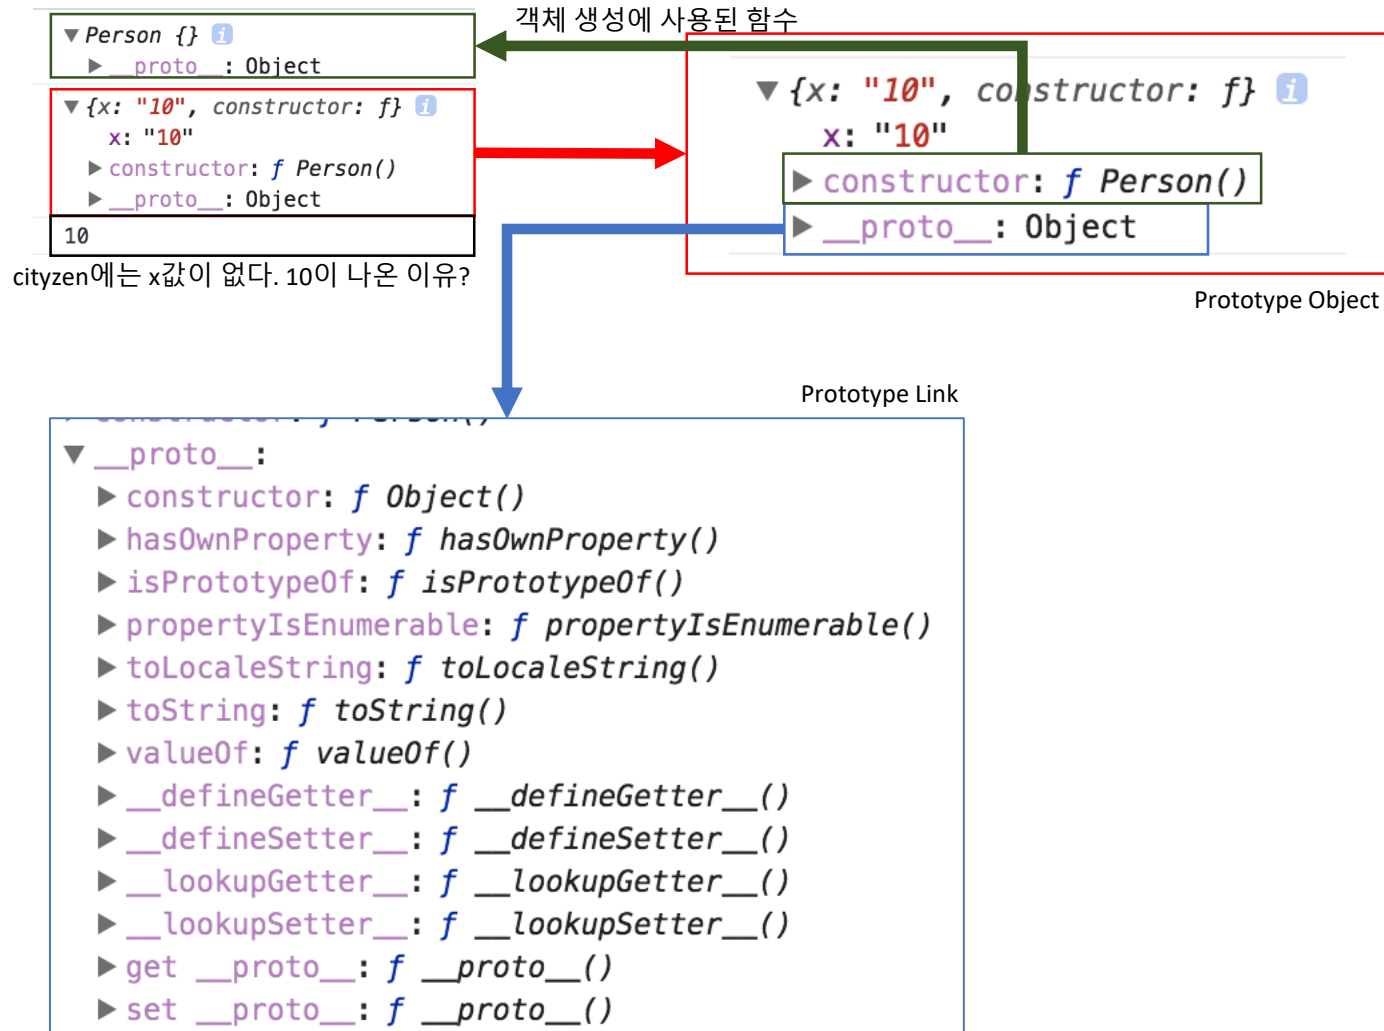 객체 생성에 사용된 함수
▼ Person {} i
▶ __proto__: Object
▼ {x: "10", constructor: ƒ} i
x: "10"
▶ constructor: ƒ Person()
▶ __proto__: Object
10
cityzen에는 x값이 없다. 10이 나온 이유?
▼ {x: "10", constructor: ƒ} i
x: "10"
▶ constructor: ƒ Person()
▶ __proto__: Object
Prototype Object
Prototype Link
constructor: ƒ Person()
▼ __proto__:
▶ constructor: ƒ Object()
▶ hasOwnProperty: ƒ hasOwnProperty()
▶ isPrototypeOf: ƒ isPrototypeOf()
▶ propertyIsEnumerable: ƒ propertyIsEnumerable()
▶ toLocaleString: ƒ toLocaleString()
▶ toString: ƒ toString()
▶ valueOf: ƒ valueOf()
▶ __defineGetter__: ƒ __defineGetter__()
▶ __defineSetter__: ƒ __defineSetter__()
▶ __lookupGetter__: ƒ __lookupGetter__()
▶ __lookupSetter__: ƒ __lookupSetter__()
▶ get __proto__: ƒ __proto__()
▶ set __proto__: ƒ __proto__()